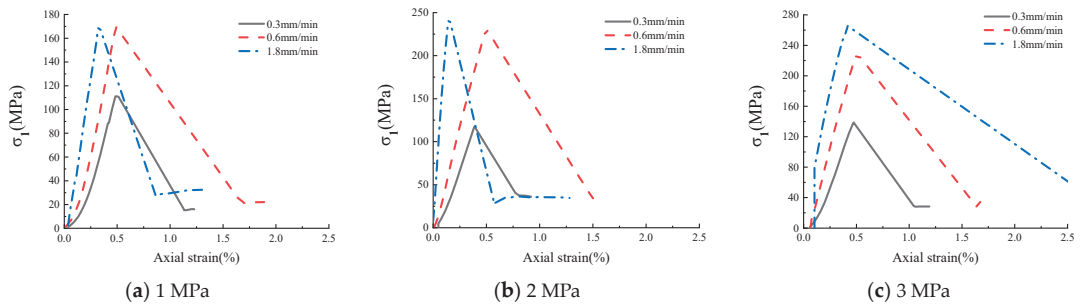 180
160
140
120
100
80
60
40
20
0
σ1(MPa)
0.3mm/min
0.6mm/min
1.8mm/min
0.0 0.5 1.0 1.5 2.0 2.5
Axial strain(%)
(a) 1 MPa
250
200
150
100
50
0
σ1(MPa)
0.3mm/min
0.6mm/min
1.8mm/min
0.0 0.5 1.0 1.5 2.0 2.5
Axial strain(%)
(b) 2 MPa
280
240
200
160
120
80
40
0
σ1(MPa)
0.3mm/min
0.6mm/min
1.8mm/min
0.0 0.5 1.0 1.5 2.0 2.5
Axial strain(%)
(c) 3 MPa